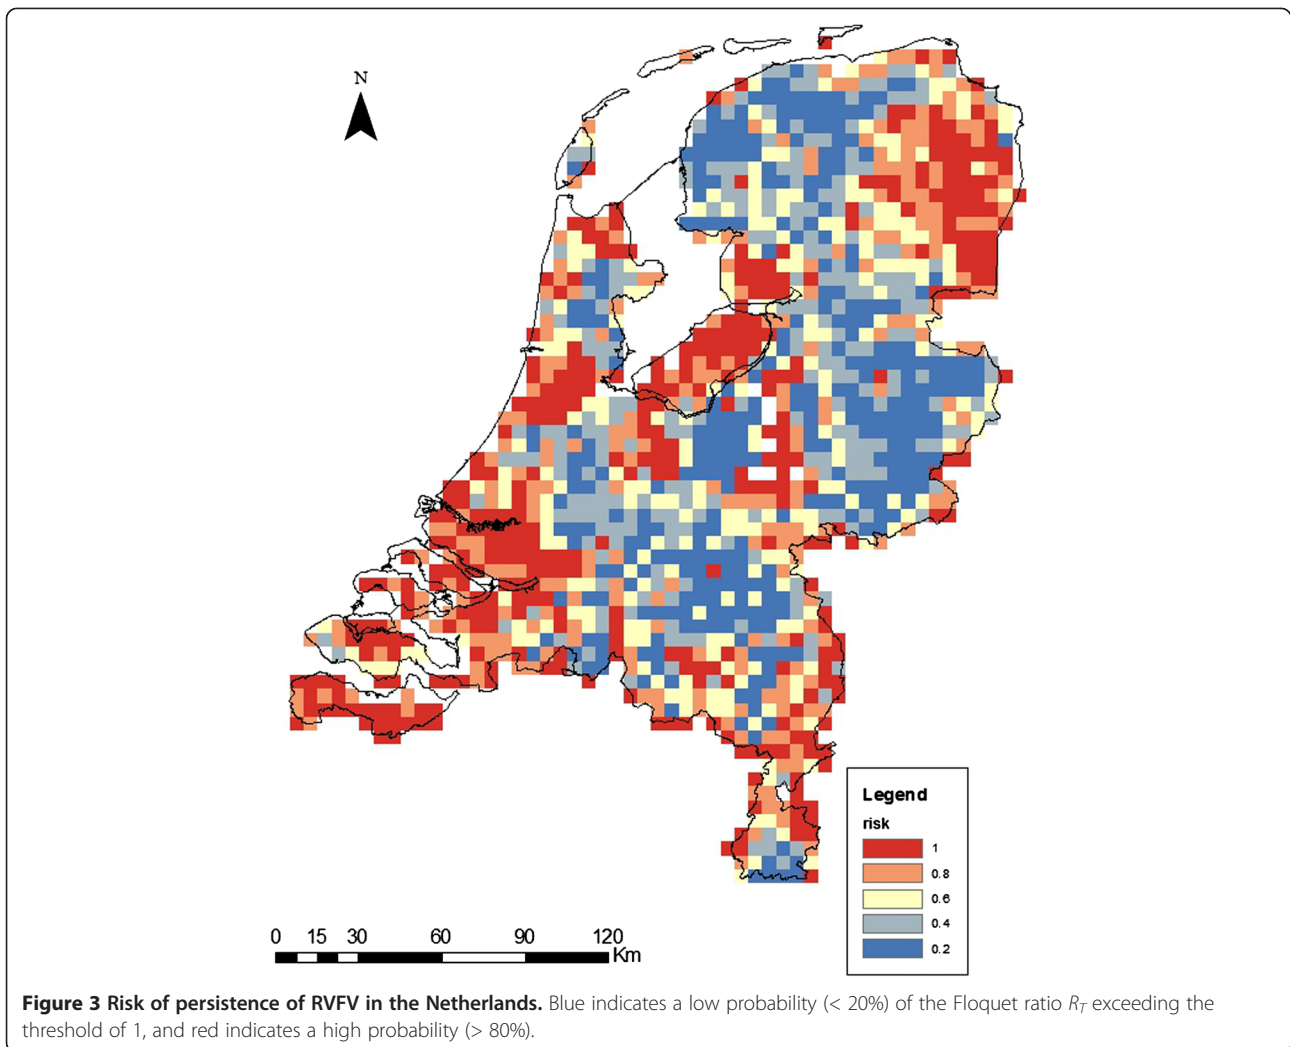 N
Legend
risk
1
0.8
0.6
0.4
0.2
0 15 30 60 90 120
Km
Figure 3 Risk of persistence of RVFV in the Netherlands. Blue indicates a low probability (< 20%) of the Floquet ratio R_T exceeding the
threshold of 1, and red indicates a high probability (> 80%).